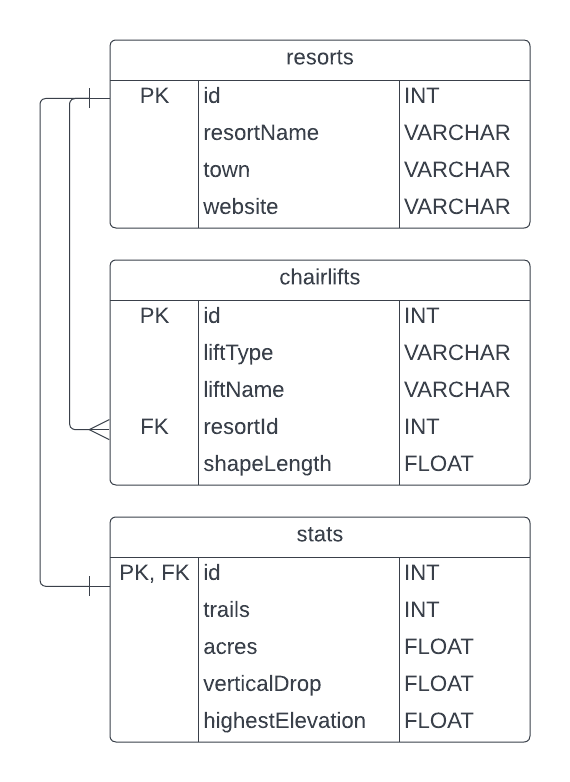 resorts
PK id INT
resortName VARCHAR
town VARCHAR
website VARCHAR
chairlifts
PK id INT
liftType VARCHAR
liftName VARCHAR
FK resortId INT
shapeLength FLOAT
stats
PK, FK id INT
trails INT
acres FLOAT
verticalDrop FLOAT
highestElevation FLOAT